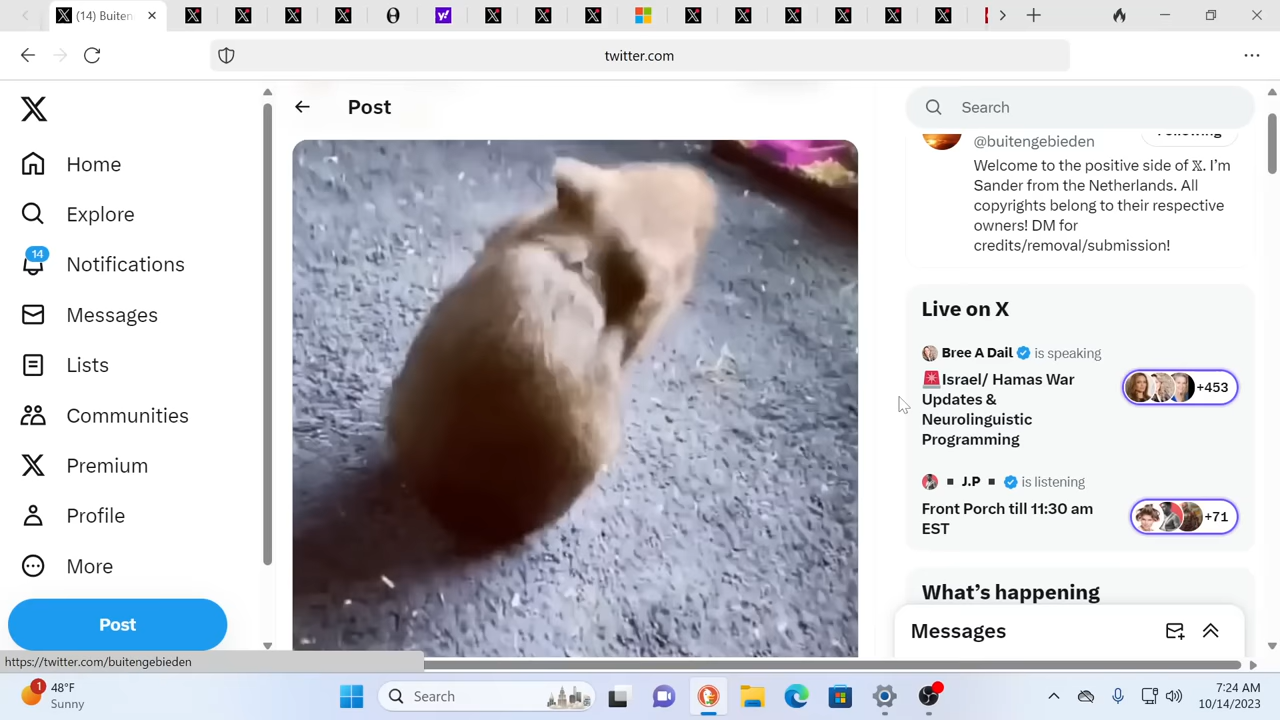 (14) Buiten
twitter.com
Post
Search
Home
Explore
14
Notifications
Messages
Lists
Communities
Premium
Profile
More
Post
@buitengebieden
Welcome to the positive side of 𝕏. I'm
Sander from the Netherlands. All
copyrights belong to their respective
owners! DM for
credits/removal/submission!
Live on X
Bree A Dail is speaking
🚨Israel/ Hamas War
Updates &
Neurolinguistic
Programming
+453
▪ J.P ▪ is listening
Front Porch till 11:30 am
EST
+71
What's happening
Messages
https://twitter.com/buitengebieden
1
48°F
Sunny
Search
7:24 AM
10/14/2023